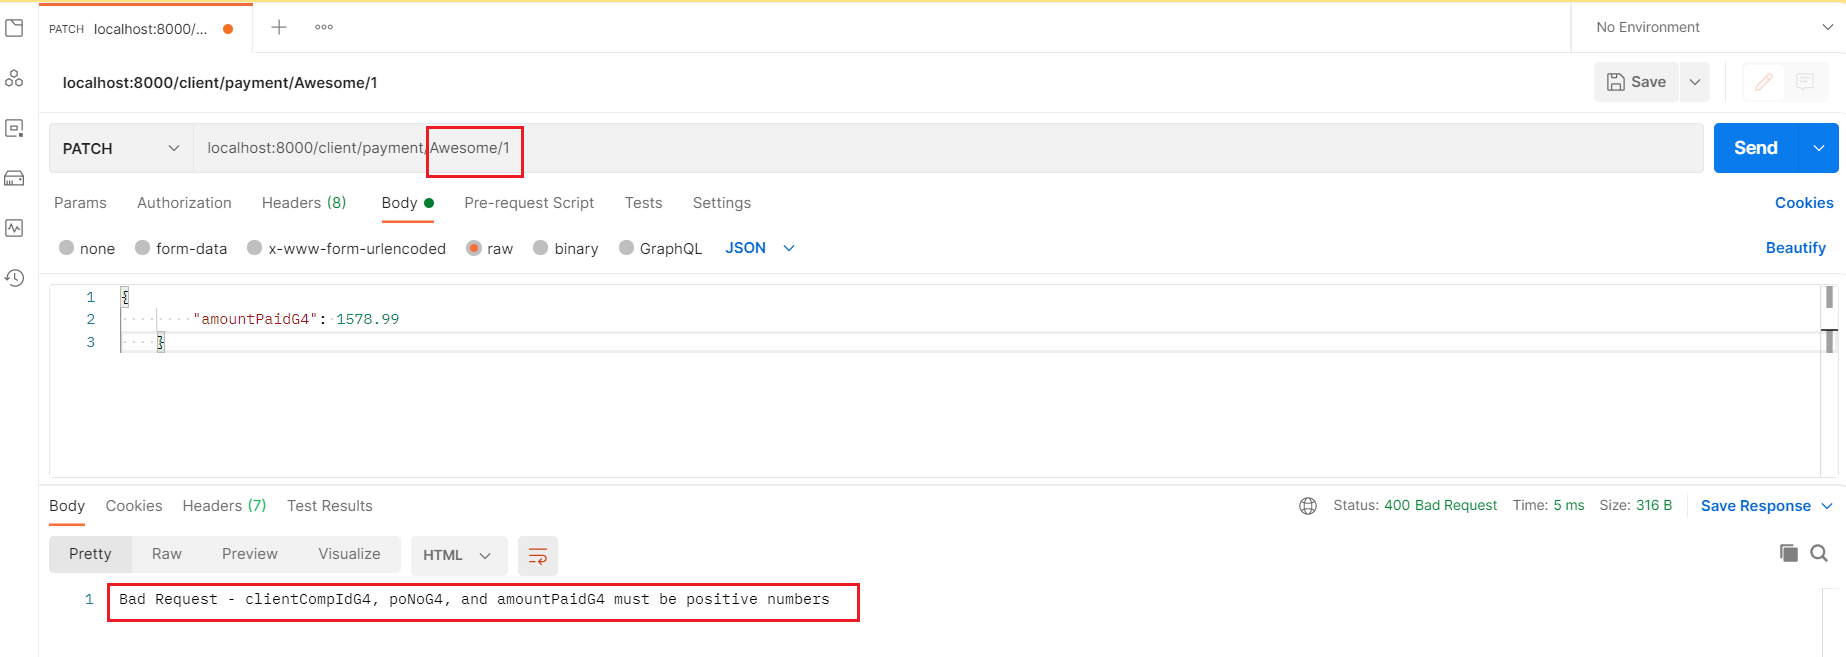 PATCH localhost:8000/...
No Environment
localhost:8000/client/payment/Awesome/1
Save
PATCH localhost:8000/client/payment/Awesome/1 Send
Params Authorization Headers (8) Body Pre-request Script Tests Settings Cookies
none form-data x-www-form-urlencoded raw binary GraphQL JSON Beautify
1 {
2 "amountPaidG4": 1578.99
3 }
Body Cookies Headers (7) Test Results Status: 400 Bad Request Time: 5 ms Size: 316 B Save Response
Pretty Raw Preview Visualize HTML
1 Bad Request - clientCompIdG4, poNoG4, and amountPaidG4 must be positive numbers